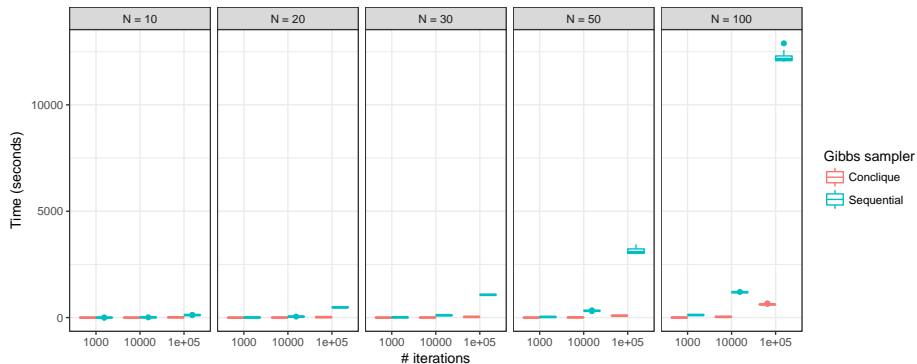 N = 10
N = 20
N = 30
N = 50
N = 100
10000
5000
0
Time (seconds)
1000
10000
1e+05
1000
10000
1e+05
1000
10000
1e+05
1000
10000
1e+05
1000
10000
1e+05
# iterations
Gibbs sampler
Conclique
Sequential